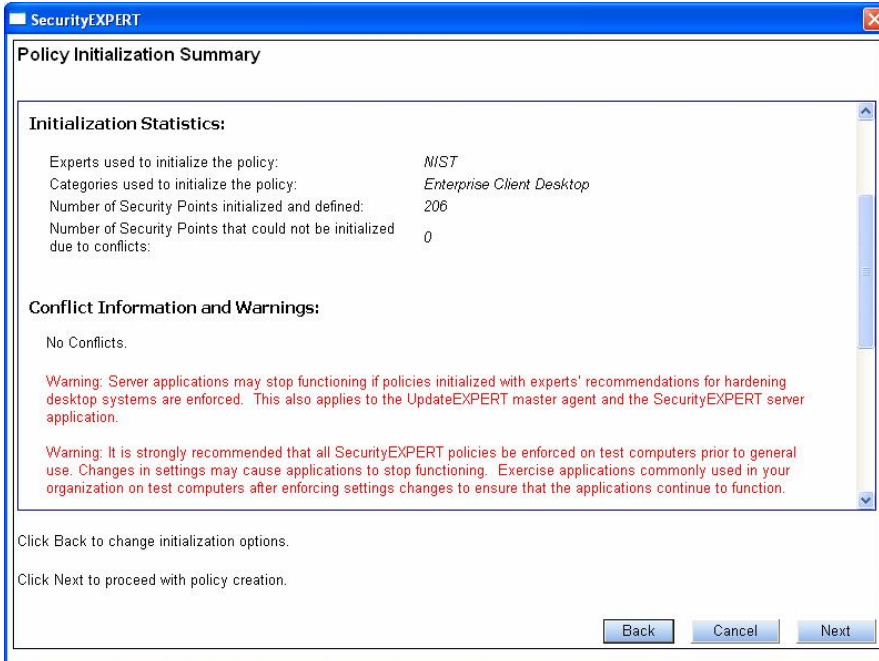 SecurityEXPERT
Policy Initialization Summary
Initialization Statistics:
Experts used to initialize the policy: NIST
Categories used to initialize the policy: Enterprise Client Desktop
Number of Security Points initialized and defined: 206
Number of Security Points that could not be initialized
due to conflicts: 0
Conflict Information and Warnings:
No Conflicts.
Warning: Server applications may stop functioning if policies initialized with experts' recommendations for hardening
desktop systems are enforced.  This also applies to the UpdateEXPERT master agent and the SecurityEXPERT server
application.
Warning: It is strongly recommended that all SecurityEXPERT policies be enforced on test computers prior to general
use. Changes in settings may cause applications to stop functioning.  Exercise applications commonly used in your
organization on test computers after enforcing settings changes to ensure that the applications continue to function.
Click Back to change initialization options.
Click Next to proceed with policy creation.
Back Cancel Next